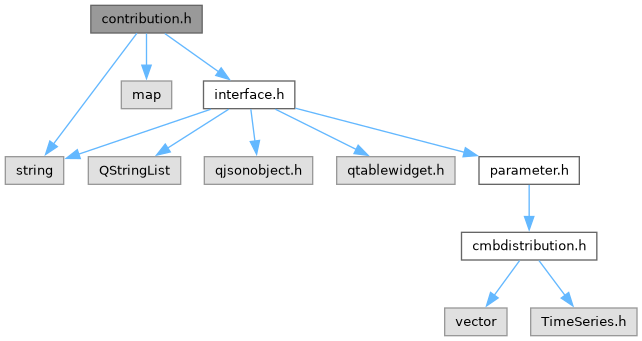 contribution.h
map
interface.h
string
QStringList
qjsonobject.h
qtablewidget.h
parameter.h
cmbdistribution.h
vector
TimeSeries.h